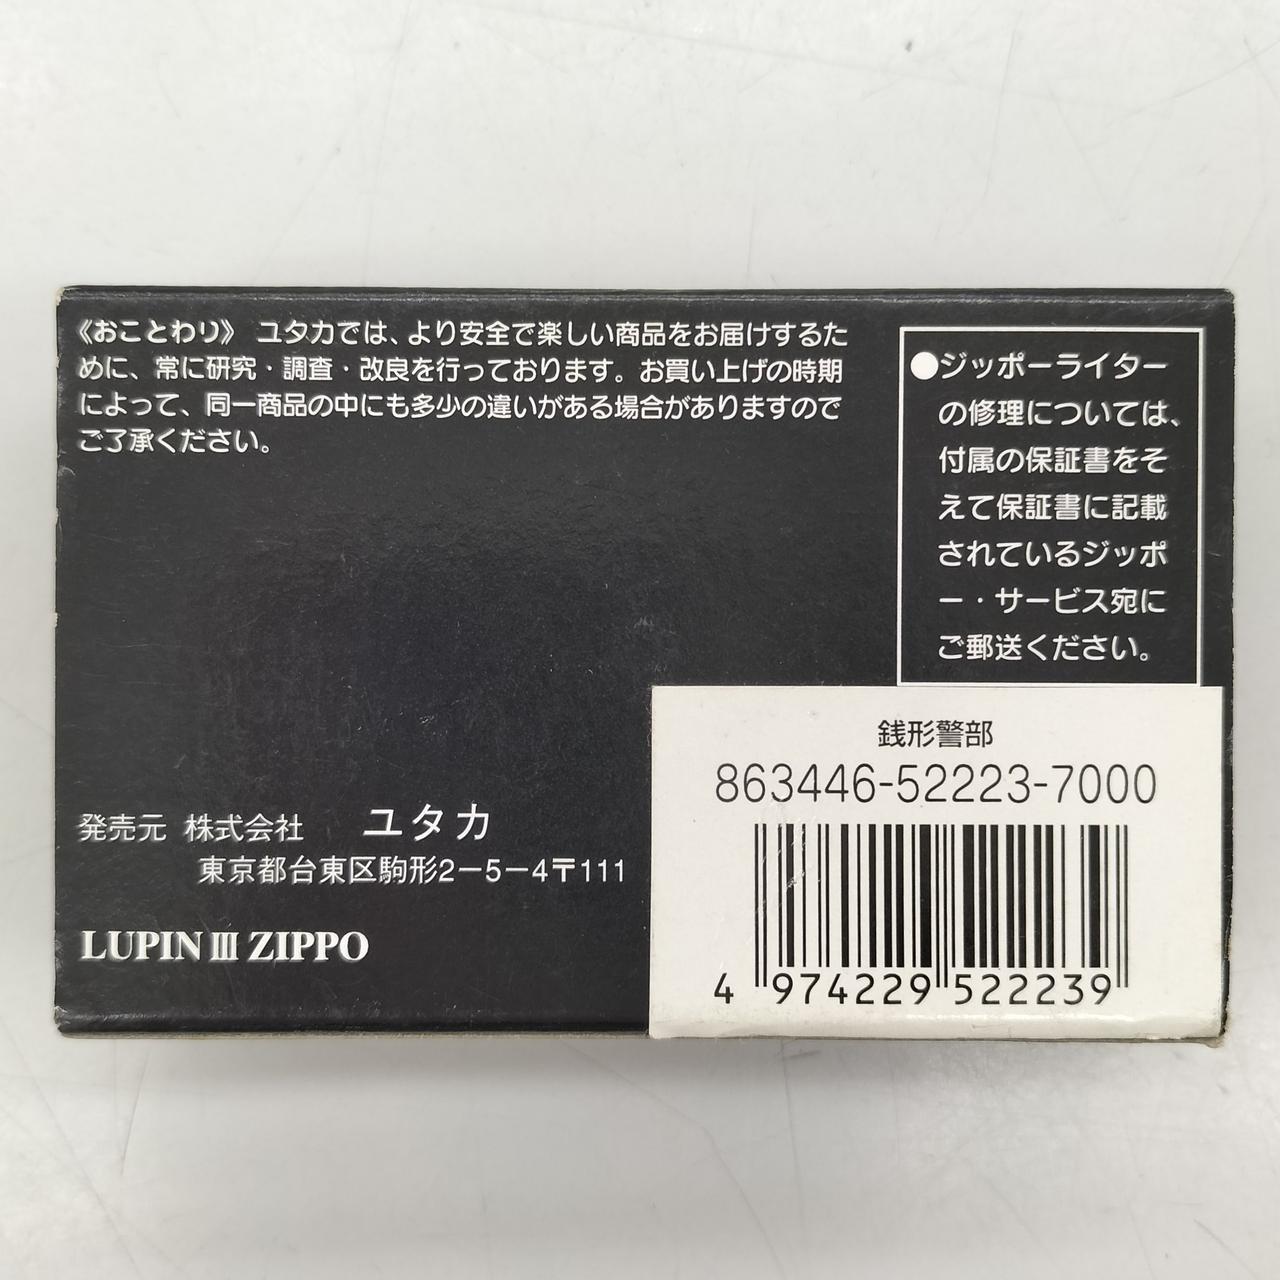 《おことわり》 ユタカでは、より安全で楽しい商品をお届けするた
めに、常に研究・調査・改良を行っております。お買い上げの時期
によって、同一商品の中にも多少の違いがある場合がありますので
ご了承ください。
●ジッポーライター
の修理については、
付属の保証書をそ
えて保証書に記載
されているジッポ
ー・サービス宛に
ご郵送ください。
銭形警部
863446-52223-7000
4 974229 522239
発売元 株式会社 ユタカ
東京都台東区駒形2－5－4〒111
LUPIN III ZIPPO